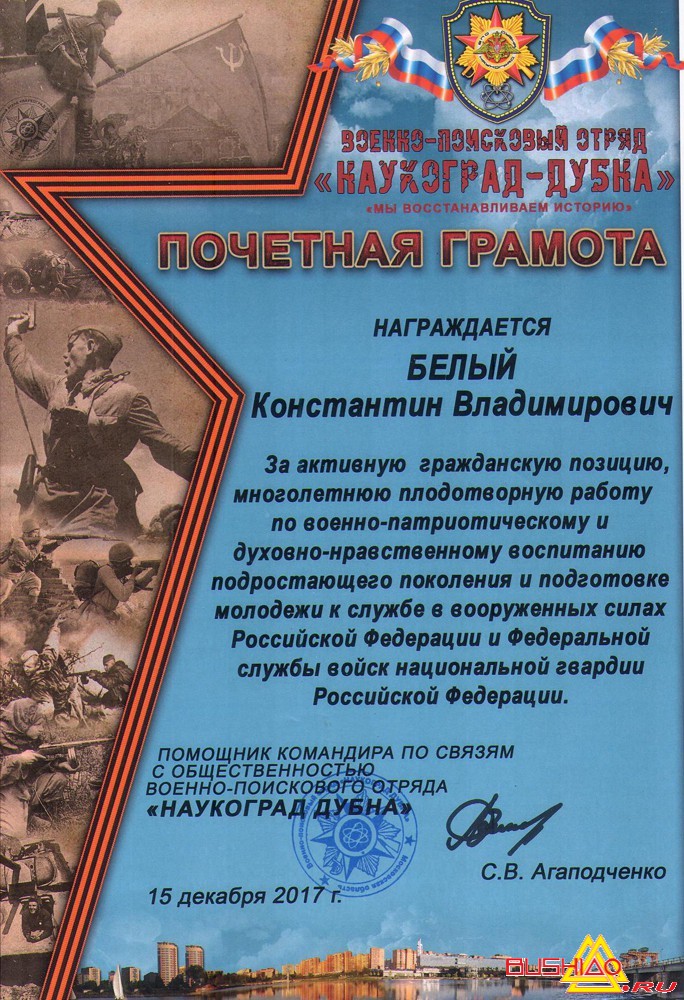 ВОЕННО-ПОИСКОВЫЙ ОТРЯД
«НАУКОГРАД-ДУБНА»
«МЫ ВОССТАНАВЛИВАЕМ ИСТОРИЮ»
ПОЧЕТНАЯ ГРАМОТА
НАГРАЖДАЕТСЯ
БЕЛЫЙ
Константин Владимирович
За активную гражданскую позицию,
многолетнюю плодотворную работу
по военно-патриотическому и
духовно-нравственному воспитанию
подростающего поколения и подготовке
молодежи к службе в вооруженных силах
Российской Федерации и Федеральной
службы войск национальной гвардии
Российской Федерации.
ПОМОЩНИК КОМАНДИРА ПО СВЯЗЯМ
С ОБЩЕСТВЕННОСТЬЮ
ВОЕННО-ПОИСКОВОГО ОТРЯДА
«НАУКОГРАД ДУБНА»
Московская область
С.В. Агаподченко
15 декабря 2017 г.
BUSHIDO
.RU